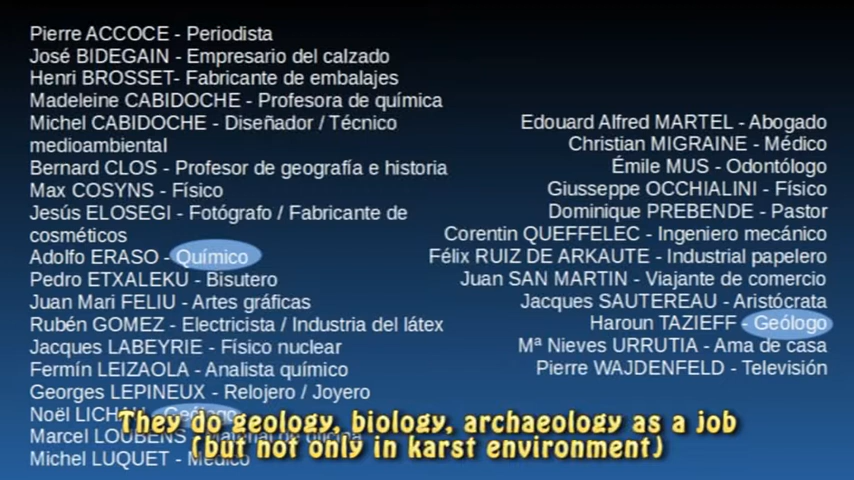 Pierre ACCOCE - Periodista
José BIDEGAIN - Empresario del calzado
Henri BROSSET- Fabricante de embalajes
Madeleine CABIDOCHE - Profesora de química
Michel CABIDOCHE - Diseñador / Técnico
medioambiental
Bernard CLOS - Profesor de geografía e historia
Max COSYNS - Físico
Jesús ELOSEGI - Fotógrafo / Fabricante de
cosméticos
Adolfo ERASO - Químico
Pedro ETXALEKU - Bisutero
Juan Mari FELIU - Artes gráficas
Rubén GOMEZ - Electricista / Industria del látex
Jacques LABEYRIE - Físico nuclear
Fermín LEIZAOLA - Analista químico
Georges LEPINEUX - Relojero / Joyero
Noël - Geólogo
Marcel LOUBENS - Material de oficina
Michel LUQUET - Médico
Edouard Alfred MARTEL - Abogado
Christian MIGRAINE - Médico
Émile MUS - Odontólogo
Giusseppe OCCHIALINI - Físico
Dominique PREBENDE - Pastor
Corentin QUEFFELEC - Ingeniero mecánico
Félix RUIZ DE ARKAUTE - Industrial papelero
Juan SAN MARTIN - Viajante de comercio
Jacques SAUTEREAU - Aristócrata
Haroun TAZIEFF - Geólogo
Mª Nieves URRUTIA - Ama de casa
Pierre WAJDENFELD - Televisión
They do geology, biology, archaeology as a job
(but not only in karst environment)